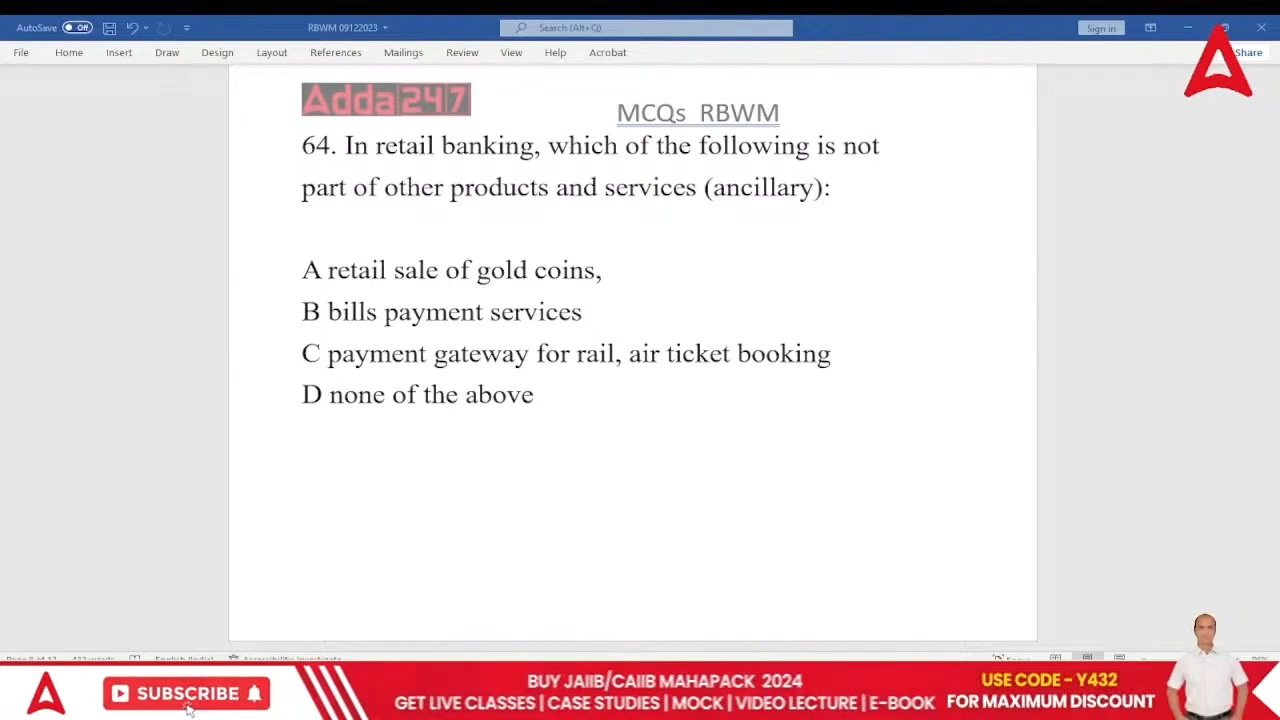 AutoSave Off RBWM 09122023 Search (Alt+Q) Sign in
File Home Insert Draw Design Layout References Mailings Review View Help Acrobat Share
Adda247
MCQs RBWM
64. In retail banking, which of the following is not
part of other products and services (ancillary):
A retail sale of gold coins,
B bills payment services
C payment gateway for rail, air ticket booking
D none of the above
SUBSCRIBE
BUY JAIIB/CAIIB MAHAPACK 2024
GET LIVE CLASSES | CASE STUDIES | MOCK | VIDEO LECTURE | E-BOOK
USE CODE - Y432
FOR MAXIMUM DISCOUNT